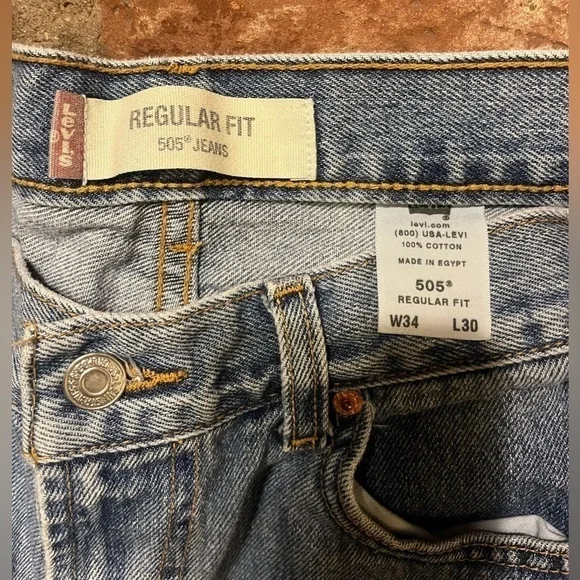 Levi's
REGULAR FIT
505® JEANS
levi.com
(800) USA-LEVI
100% COTTON
MADE IN EGYPT
505®
REGULAR FIT
W34 L30